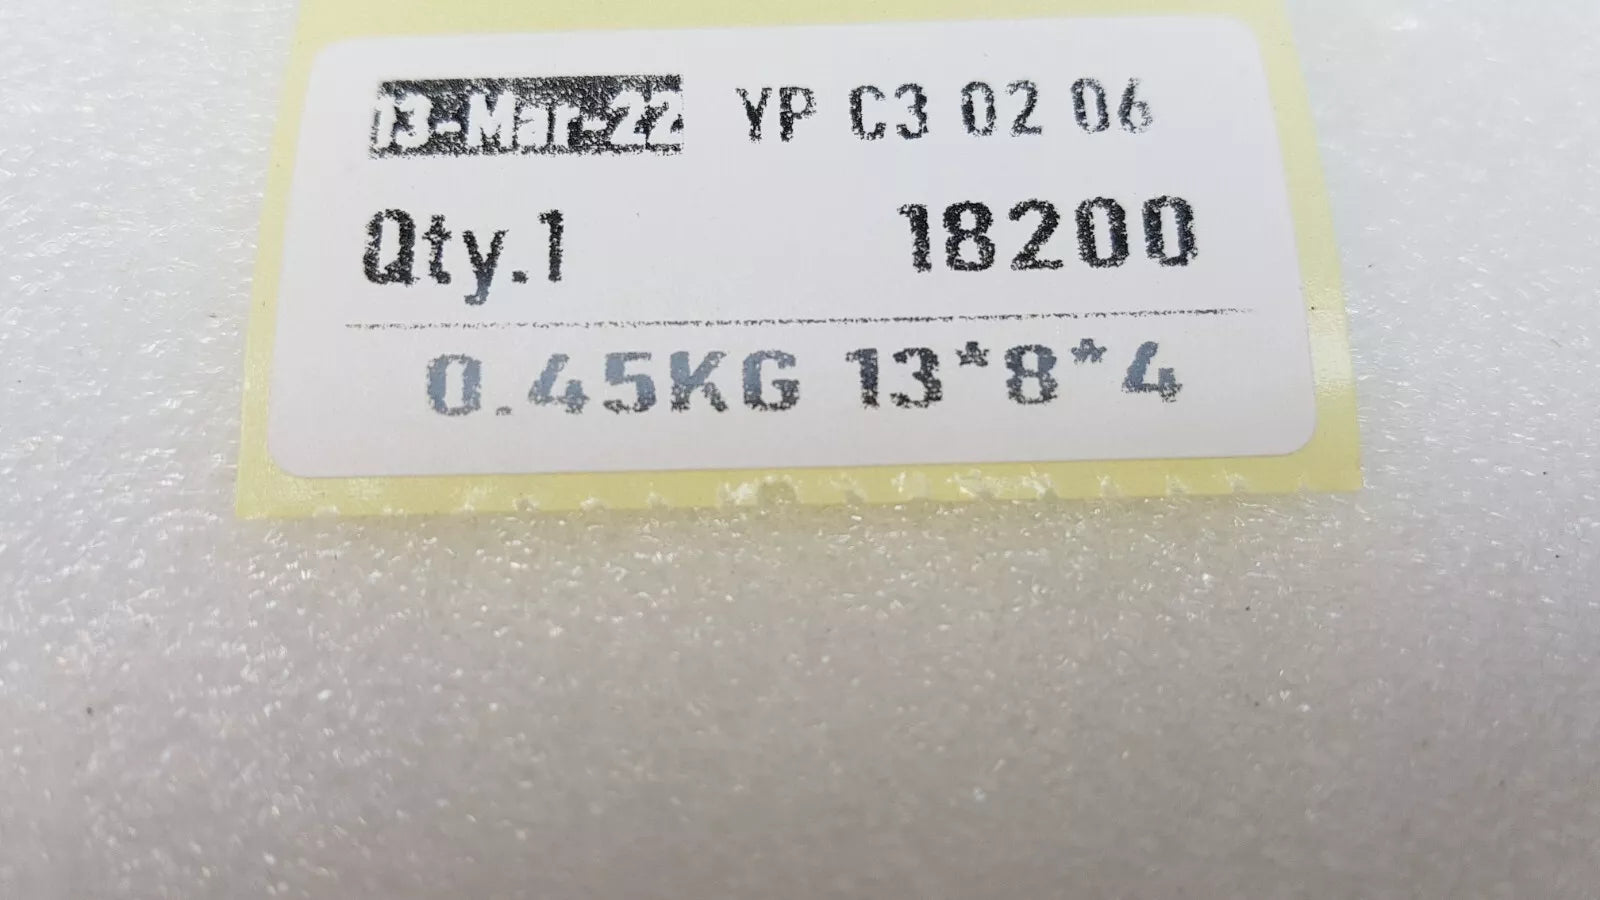 13-Mar-22 YP C3 02 06
Qty.1 18200
0.45KG 13*8*4